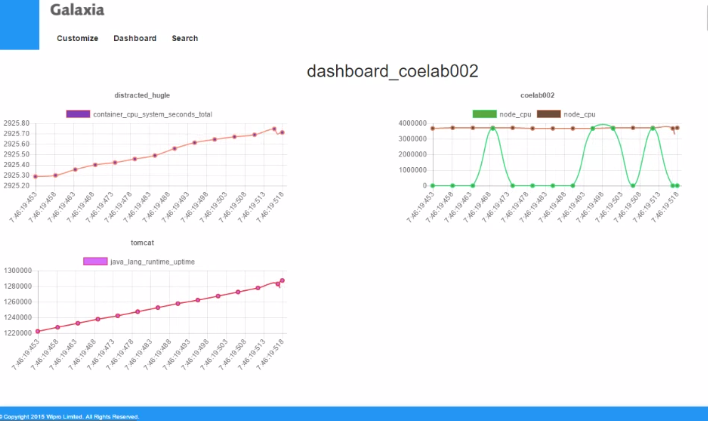 Galaxia
Customize Dashboard Search
dashboard_coelab002
distracted_hugle
container_cpu_system_seconds_total
2925.80
2925.70
2925.60
2925.50
2925.40
2925.30
2925.20
7:46:19:453 7:46:19:458 7:46:19:463 7:46:19:468 7:46:19:473 7:46:19:478 7:46:19:483 7:46:19:488 7:46:19:493 7:46:19:498 7:46:19:503 7:46:19:508 7:46:19:513 7:46:19:518
coelab002
node_cpu node_cpu
4000000
3000000
2000000
1000000
0
7:46:19:453 7:46:19:458 7:46:19:463 7:46:19:468 7:46:19:473 7:46:19:478 7:46:19:483 7:46:19:488 7:46:19:493 7:46:19:498 7:46:19:503 7:46:19:508 7:46:19:513 7:46:19:518
tomcat
java_lang_runtime_uptime
1300000
1280000
1260000
1240000
1220000
7:46:19:453 7:46:19:458 7:46:19:463 7:46:19:468 7:46:19:473 7:46:19:478 7:46:19:483 7:46:19:488 7:46:19:493 7:46:19:498 7:46:19:503 7:46:19:508 7:46:19:513 7:46:19:518
© Copyright 2015 Wipro Limited. All Rights Reserved.